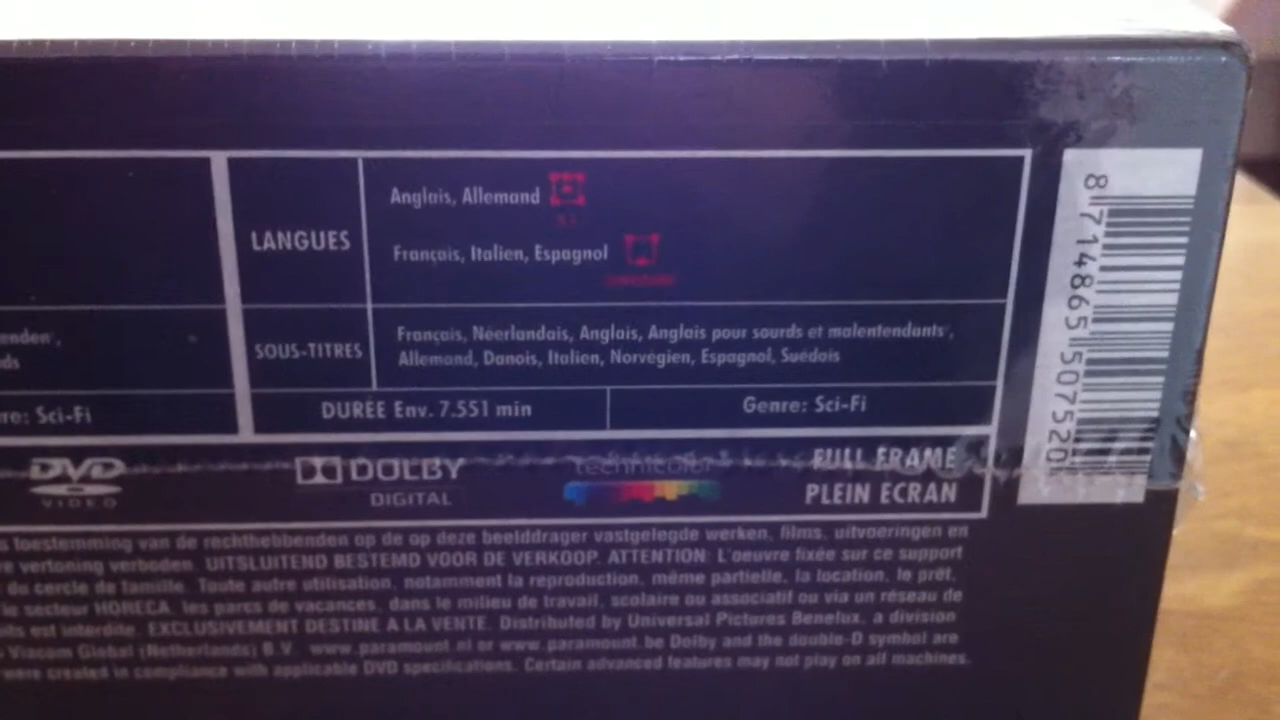 Anglais, Allemand
5.1
LANGUES
Français, Italien, Espagnol
enden',
ds
SOUS-TITRES
Français, Néerlandais, Anglais, Anglais pour sourds et malentendants',
Allemand, Danois, Italien, Norvégien, Espagnol, Suédois
re: Sci-Fi
DURÉE Env. 7.551 min
Genre: Sci-Fi
DVD
VIDEO
DOLBY
DIGITAL
technicolor
FULL FRAME
PLEIN ECRAN
8 714865 507520
s toestemming van de rechthebbenden op de op deze beelddrager vastgelegde werken, films, uitvoeringen en
e vertoning verboden. UITSLUITEND BESTEMD VOOR DE VERKOOP. ATTENTION: L'oeuvre fixée sur ce support
du cercle de famille. Toute autre utilisation, notamment la reproduction, même partielle, la location, le prêt,
le secteur HORECA, les parcs de vacances, dans le milieu de travail, scolaire ou associatif ou via un réseau de
its est interdite. EXCLUSIVEMENT DESTINE A LA VENTE. Distributed by Universal Pictures Benelux, a division
Viacom Global (Netherlands) B.V. www.paramount.nl or www.paramount.be Dolby and the double-D symbol are
were created in compliance with applicable DVD specifications. Certain advanced features may not play on all machines.